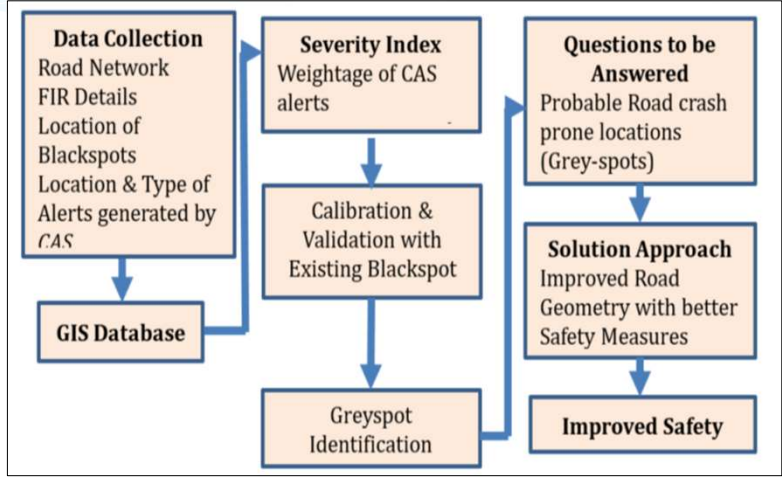 Data Collection
Road Network
FIR Details
Location of
Blackspots
Location & Type of
Alerts generated by
CAS
GIS Database
Severity Index
Weightage of CAS
alerts
Calibration &
Validation with
Existing Blackspot
Greyspot
Identification
Questions to be
Answered
Probable Road crash
prone locations
(Grey-spots)
Solution Approach
Improved Road
Geometry with better
Safety Measures
Improved Safety